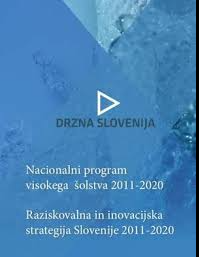 DRZNA SLOVENIJA
Nacionalni program
visokega šolstva 2011-2020
Raziskovalna in inovacijska
strategija Slovenije 2011-2020